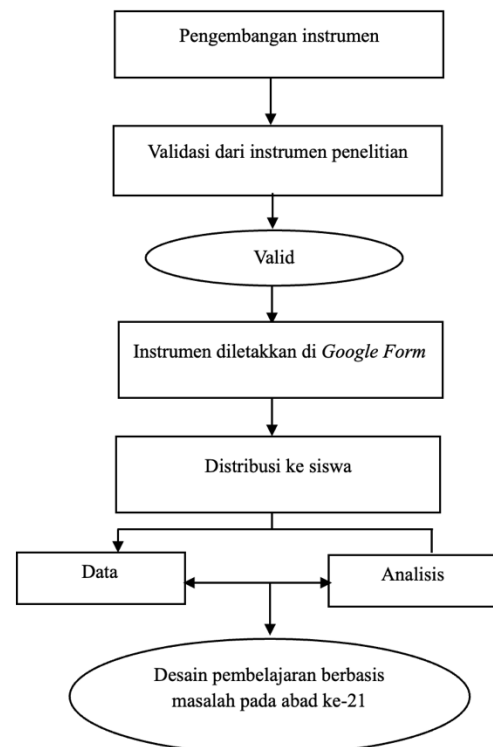 Pengembangan instrumen
Validasi dari instrumen penelitian
Valid
Instrumen diletakkan di Google Form
Distribusi ke siswa
Data
Analisis
Desain pembelajaran berbasis
masalah pada abad ke-21